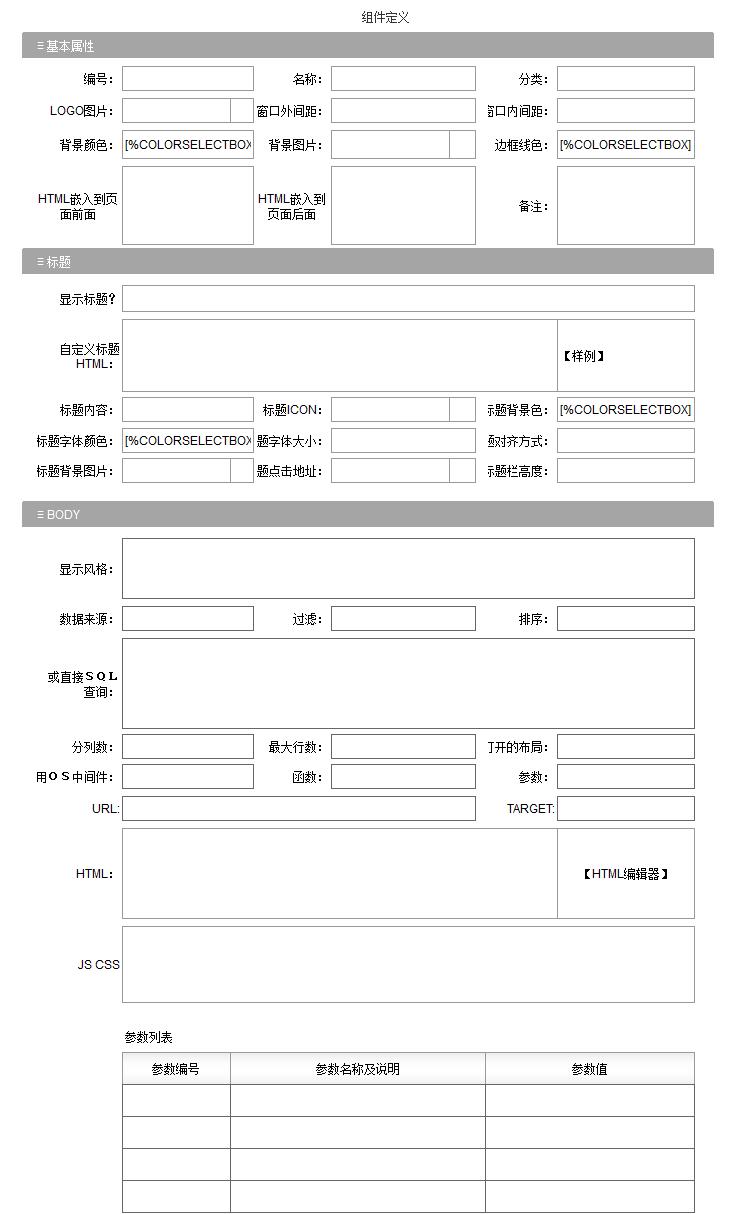 组件定义
≡ 基本属性
编号： 名称： 分类：
LOGO图片： 窗口外间距： 窗口内间距：
背景颜色： [%COLORSELECTBOX 背景图片： 边框线色： [%COLORSELECTBOX]
HTML嵌入到页 HTML嵌入到
面前面 页面后面 备注：
≡ 标题
显示标题？
自定义标题
HTML： 【样例】
标题内容： 标题ICON： 标题背景色： [%COLORSELECTBOX]
标题字体颜色： [%COLORSELECTBOX 题字体大小： 对齐方式：
标题背景图片： 题点击地址： 标题栏高度：
≡ BODY
显示风格：
数据来源： 过滤： 排序：
或直接ＳＱＬ
查询：
分列数： 最大行数： 打开的布局：
用ＯＳ中间件： 函数： 参数：
URL: TARGET:
HTML： 【HTML编辑器】
JS CSS
参数列表
参数编号 参数名称及说明 参数值